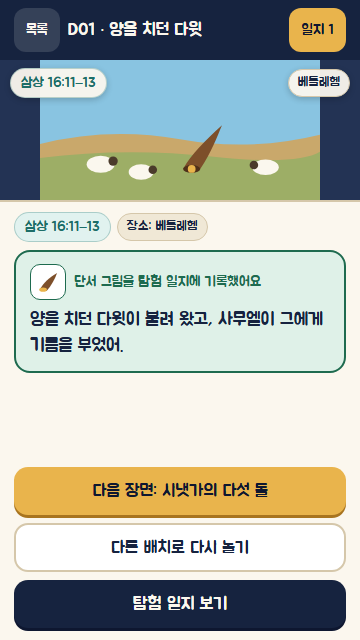 목록
D01 · 양을 치던 다윗
일지 1
삼상 16:11–13
베들레헴
삼상 16:11–13
장소: 베들레헴
단서 그림을 탐험 일지에 기록했어요
양을 치던 다윗이 불려 왔고, 사무엘이 그에게
기름을 부었어.
다음 장면: 시냇가의 다섯 돌
다른 배치로 다시 놀기
탐험 일지 보기